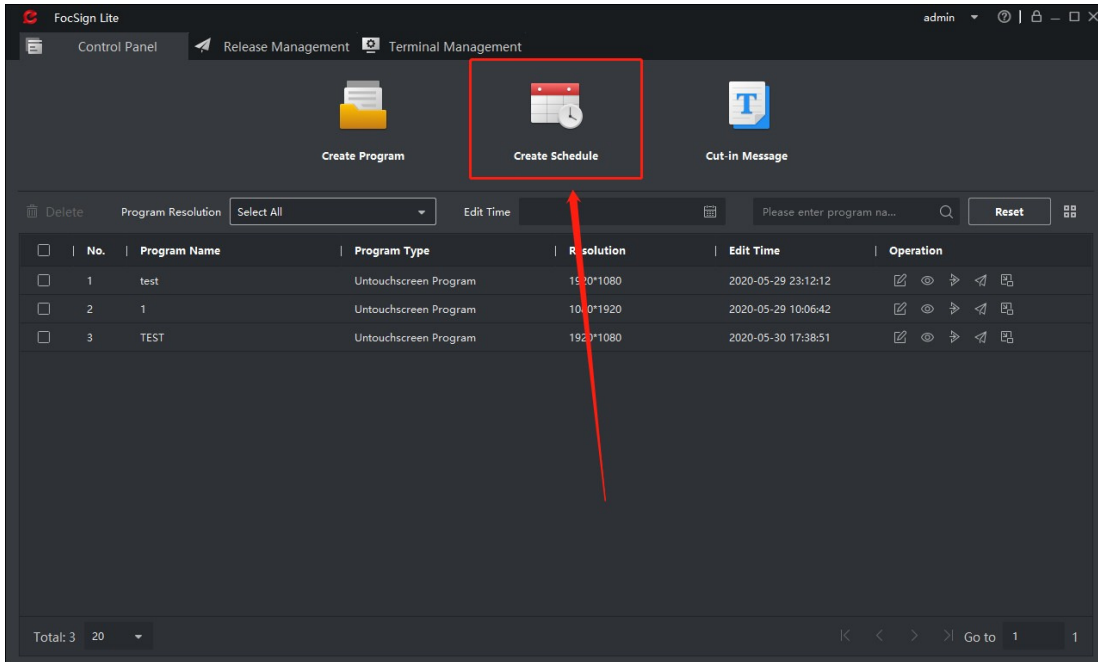 FocSign Lite admin
Control Panel Release Management Terminal Management
Create Program Create Schedule Cut-in Message
Delete Program Resolution Select All Edit Time Please enter program na... Reset
No. Program Name Program Type Resolution Edit Time Operation
1 test Untouchscreen Program 1920*1080 2020-05-29 23:12:12
2 1 Untouchscreen Program 1080*1920 2020-05-29 10:06:42
3 TEST Untouchscreen Program 1920*1080 2020-05-30 17:38:51
Total: 3 20 Go to 1 1